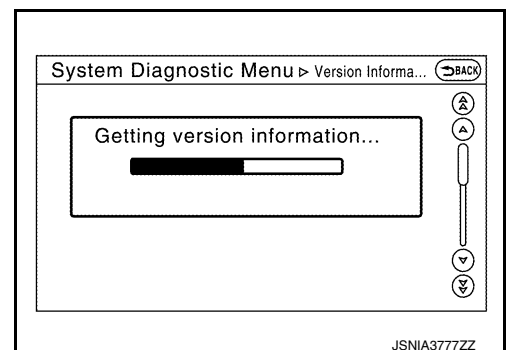 System Diagnostic Menu ▷ Version Informa... BACK
Getting version information...
JSNIA3777ZZ